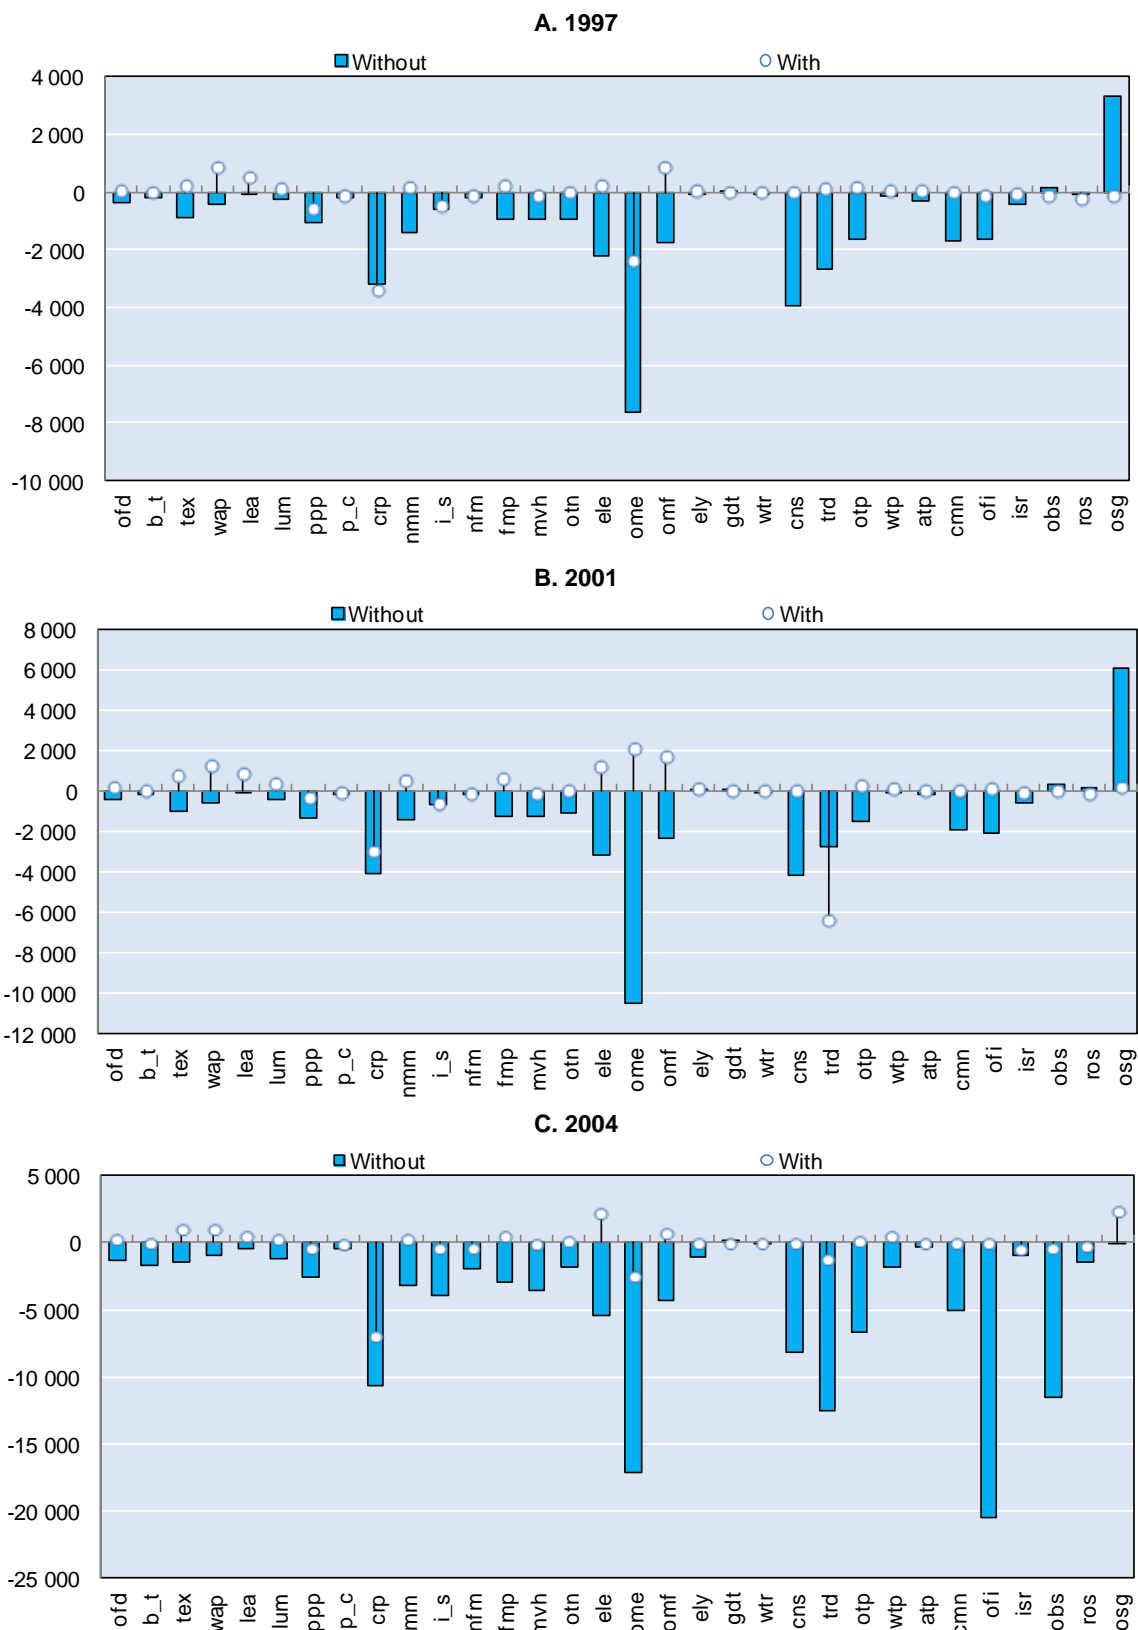 A. 1997
Without With
4 000
2 000
0
-2 000
-4 000
-6 000
-8 000
-10 000
ofd b_t tex wap lea lum ppp p_c crp nmm i_s nfm fmp mvh otn ele ome omf ely gdt wtr cns trd otp wtp atp cmn ofi isr obs ros osg
B. 2001
Without With
8 000
6 000
4 000
2 000
0
-2 000
-4 000
-6 000
-8 000
-10 000
-12 000
ofd b_t tex wap lea lum ppp p_c crp nmm i_s nfm fmp mvh otn ele ome omf ely gdt wtr cns trd otp wtp atp cmn ofi isr obs ros osg
C. 2004
Without With
5 000
0
-5 000
-10 000
-15 000
-20 000
-25 000
ofd b_t tex wap lea lum ppp p_c crp nmm i_s nfm fmp mvh otn ele ome omf ely gdt wtr cns trd otp wtp atp cmn ofi isr obs ros osg